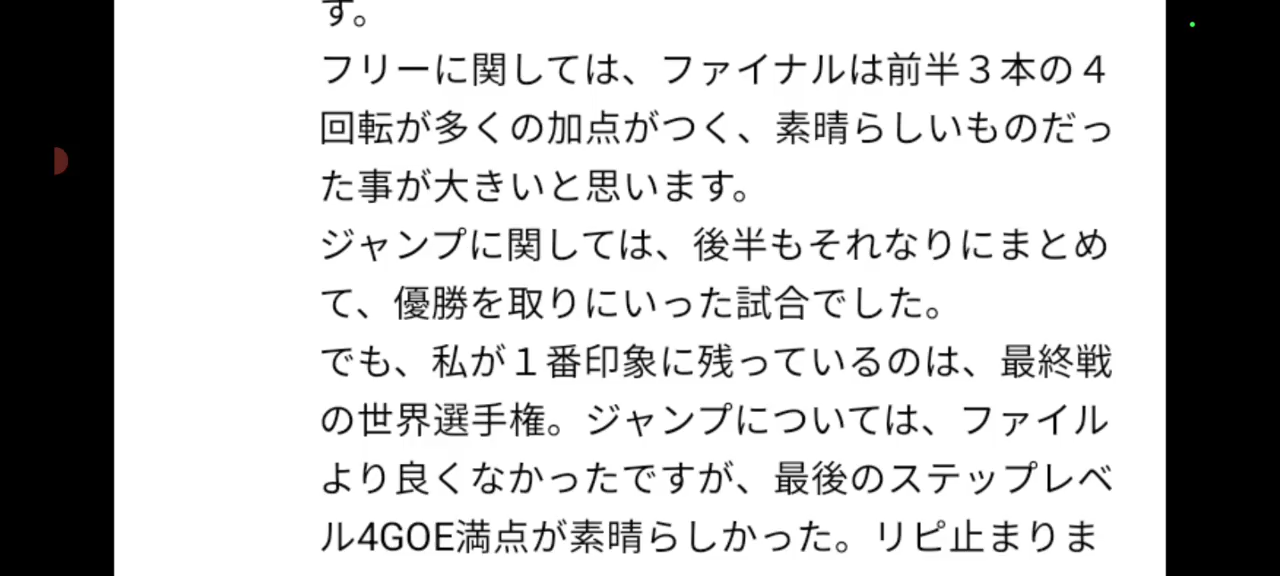 す。
フリーに関しては、ファイナルは前半３本の４
回転が多くの加点がつく、素晴らしいものだっ
た事が大きいと思います。
ジャンプに関しては、後半もそれなりにまとめ
て、優勝を取りにいった試合でした。
でも、私が１番印象に残っているのは、最終戦
の世界選手権。ジャンプについては、ファイル
より良くなかったですが、最後のステップレベ
ル4GOE満点が素晴らしかった。リピ止まりま